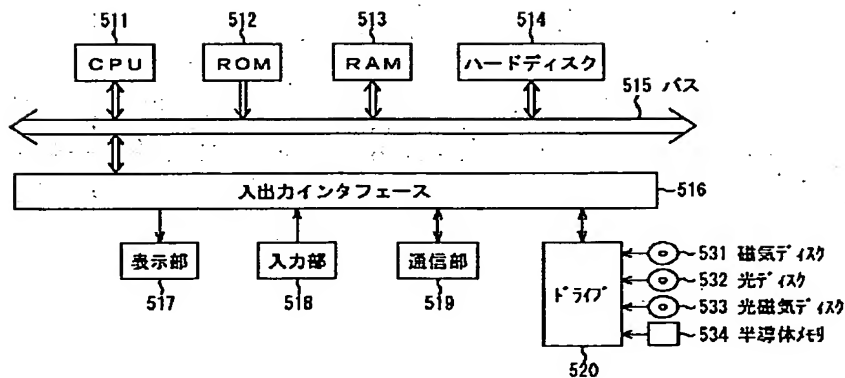 511
512
513
514
CPU
ROM
RAM
ハードディスク
515 バス
入出力インタフェース
516
表示部
入力部
通信部
ドライブ
517
518
519
520
531 磁気ディスク
532 光ディスク
533 光磁気ディスク
534 半導体メモリ